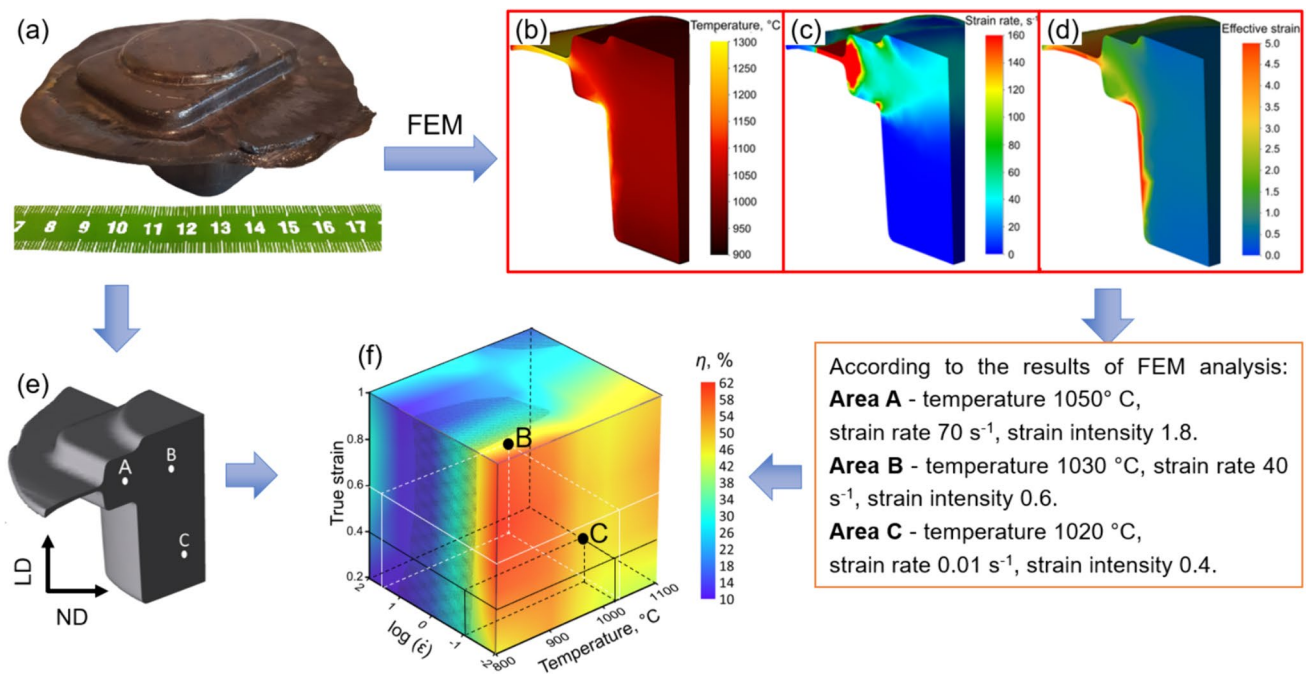 (a)
7 8 9 10 11 12 13 14 15 16 17
FEM
(b)
Temperature, °C
1300
1250
1200
1150
1100
1050
1000
950
900
(c)
Strain rate, s⁻¹
160
140
120
100
80
60
40
20
0
(d)
Effective strain
5.0
4.5
4.0
3.5
3.0
2.5
2.0
1.5
1.0
0.5
0.0
According to the results of FEM analysis:
Area A - temperature 1050° C,
strain rate 70 s⁻¹, strain intensity 1.8.
Area B - temperature 1030 °C, strain rate 40
s⁻¹, strain intensity 0.6.
Area C - temperature 1020 °C,
strain rate 0.01 s⁻¹, strain intensity 0.4.
(e)
A
B
C
LD
ND
(f)
True strain
1
0.8
0.6
0.4
0.2
2
1
0
-1
-2
log (ε̇)
800
900
1000
1100
Temperature, °C
B
C
η, %
62
58
54
50
46
42
38
34
30
26
22
18
14
10